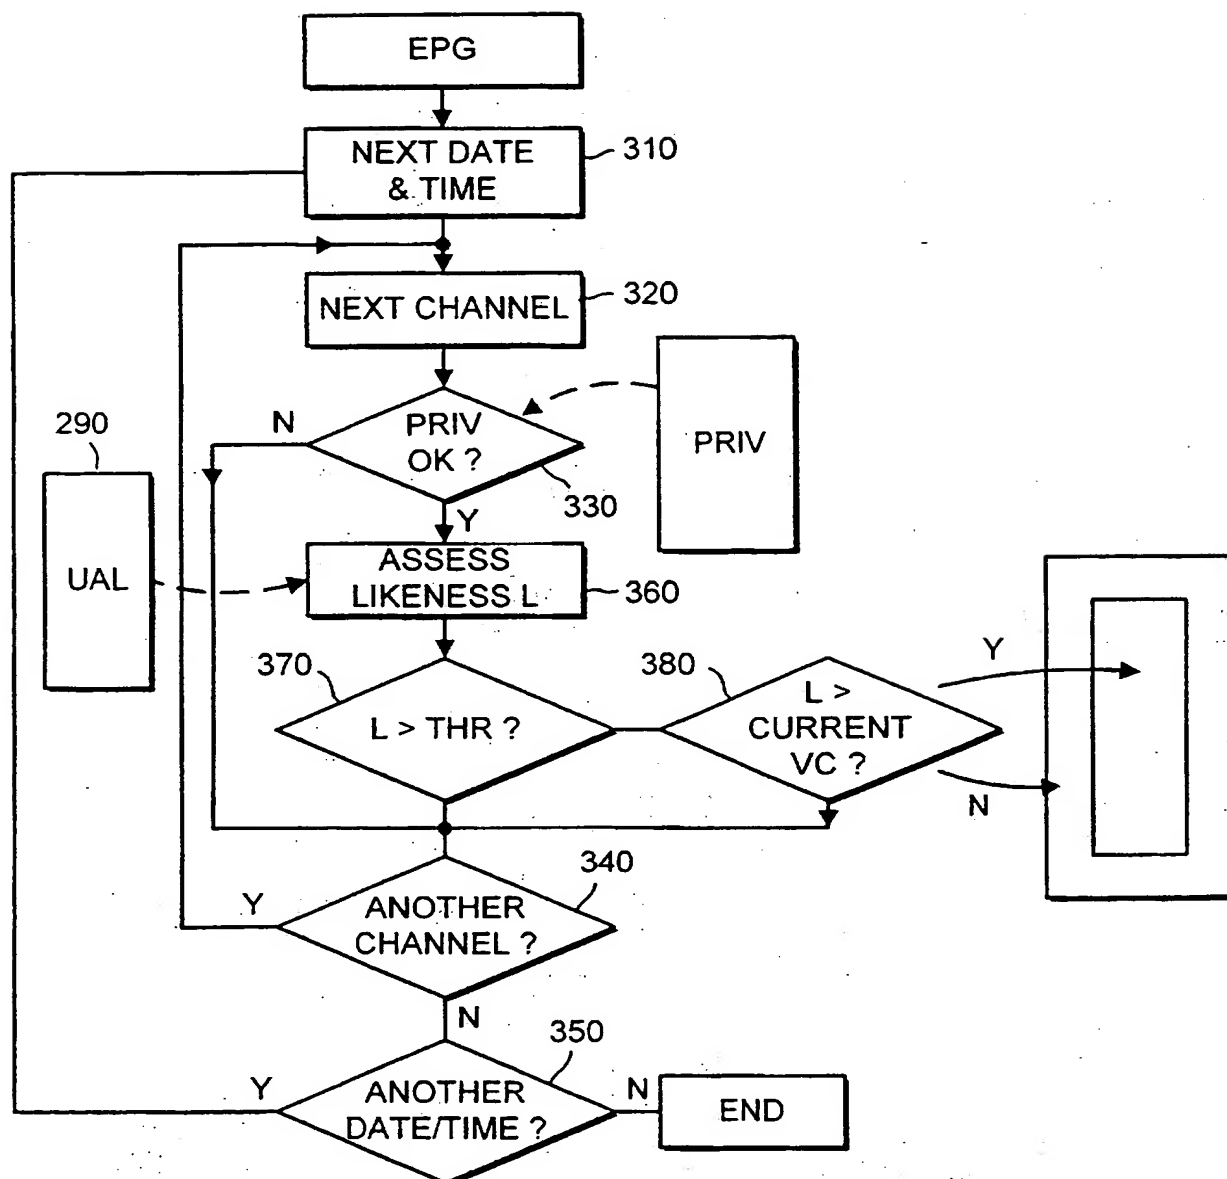 EPG
NEXT DATE
& TIME
310
NEXT CHANNEL
320
N
PRIV
OK ?
330
PRIV
290
UAL
Y
ASSESS
LIKENESS L
360
370
L > THR ?
380
L >
CURRENT
VC ?
Y
N
340
Y
ANOTHER
CHANNEL ?
N
350
Y
ANOTHER
DATE/TIME ?
N
END